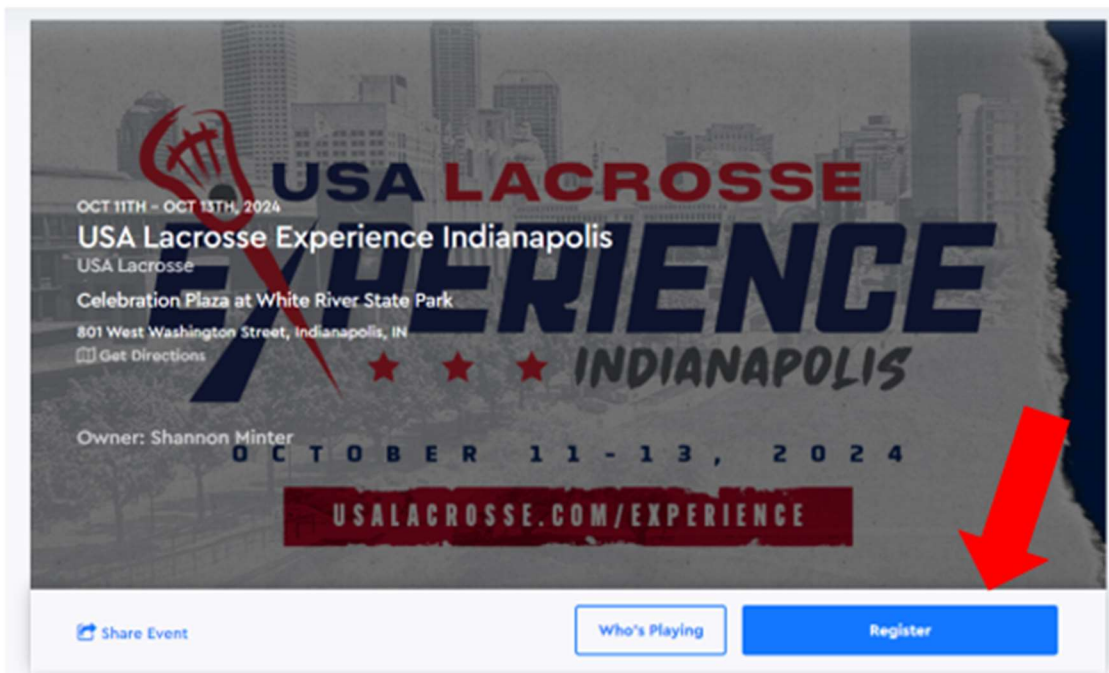 USA LACROSSE
OCT 11TH - OCT 13TH, 2024
USA Lacrosse Experience Indianapolis
USA Lacrosse
EXPERIENCE
Celebration Plaza at White River State Park
801 West Washington Street, Indianapolis, IN
Get Directions
INDIANAPOLIS
Owner: Shannon Minter
OCTOBER 11-13, 2024
USALACROSSE.COM/EXPERIENCE
Share Event
Who's Playing
Register